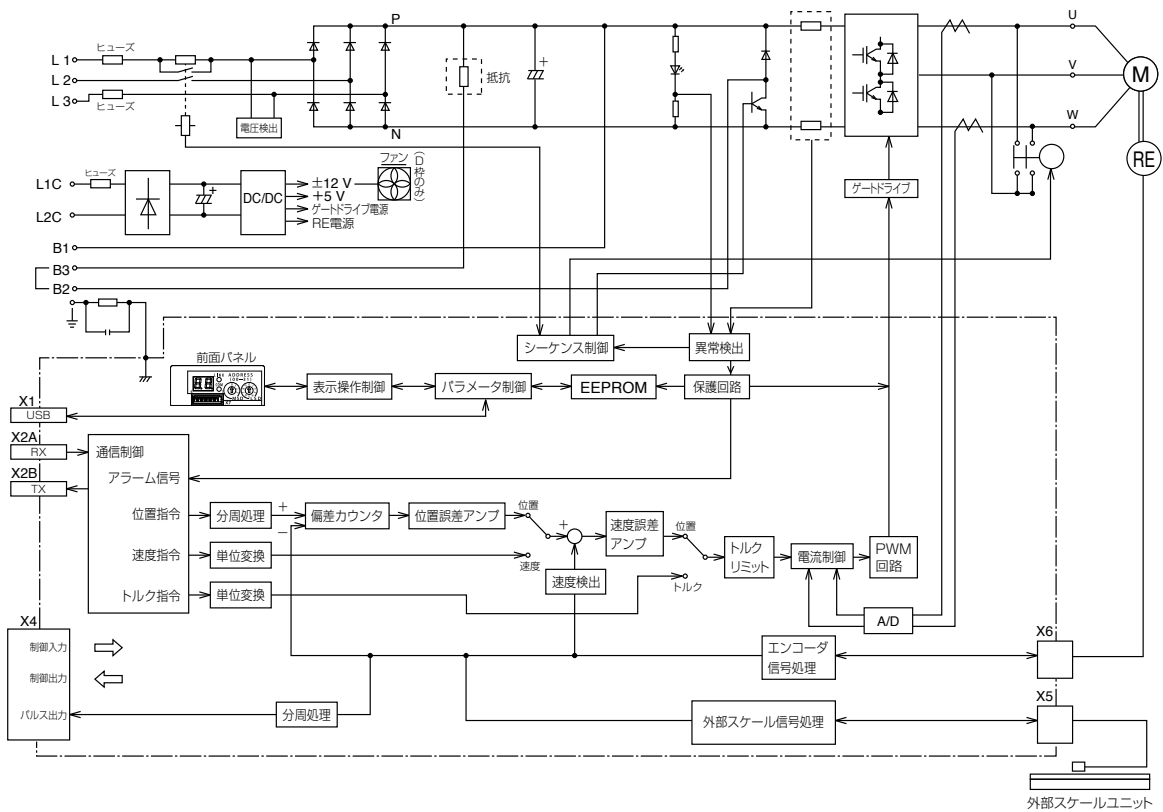 P
U
ヒューズ
L 1
L 2
L 3
ヒューズ
抵抗
+
V
M
電圧検出
N
W
RE
ファン
(D枠のみ)
ヒューズ
L1C
L2C
+
DC/DC
±12 V
+5 V
ゲートドライブ電源
RE電源
ゲートドライブ
B1
B3
B2
シーケンス制御
異常検出
前面パネル
表示操作制御
パラメータ制御
EEPROM
保護回路
X1
USB
X2A
RX
X2B
TX
通信制御
アラーム信号
位置指令
分周処理
+
−
偏差カウンタ
位置誤差アンプ
位置
+
速度誤差
アンプ
位置
トルク
リミット
電流制御
PWM
回路
速度指令
単位変換
速度
速度検出
トルク
トルク指令
単位変換
A/D
X4
制御入力
制御出力
パルス出力
分周処理
エンコーダ
信号処理
X6
外部スケール信号処理
X5
外部スケールユニット